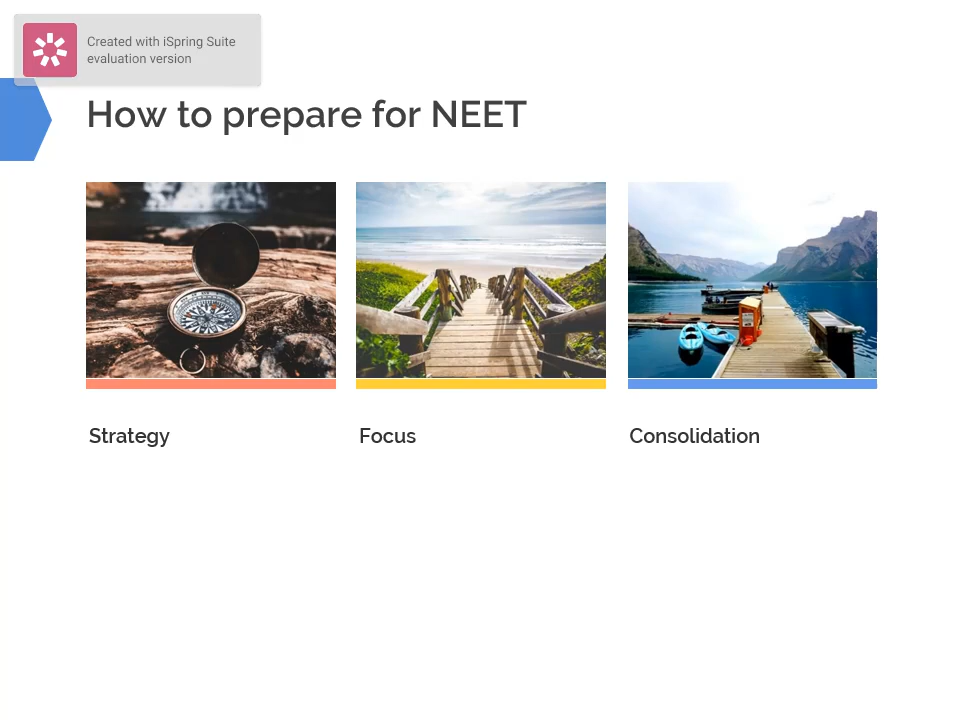 Created with iSpring Suite
evaluation version
How to prepare for NEET
Strategy
Focus
Consolidation